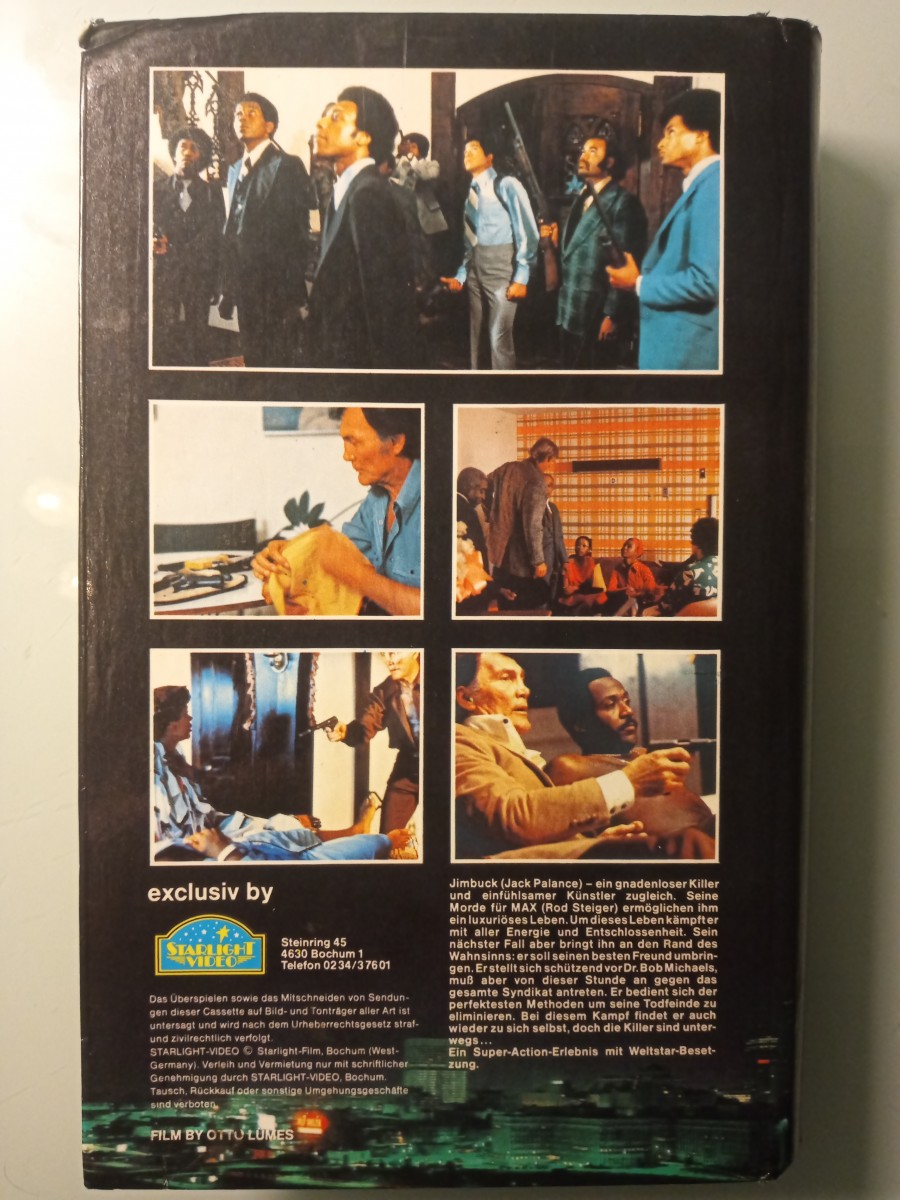 exclusiv by
STARLIGHT
VIDEO
Steinring 45
4630 Bochum 1
Telefon 02 34/3 76 01
Das Überspielen sowie das Mitschneiden von Sendun-
gen dieser Cassette auf Bild- und Tonträger aller Art ist
untersagt und wird nach dem Urheberrechtsgesetz straf-
und zivilrechtlich verfolgt.
STARLIGHT-VIDEO © Starlight-Film, Bochum (West-
Germany). Verleih und Vermietung nur mit schriftlicher
Genehmigung durch STARLIGHT-VIDEO, Bochum.
Tausch, Rückkauf oder sonstige Umgehungsgeschäfte
sind verboten.
FILM BY OTTO LÜMES
Jimbuck (Jack Palance) – ein gnadenloser Killer
und einfühlsamer Künstler zugleich. Seine
Morde für MAX (Rod Steiger) ermöglichen ihm
ein luxuriöses Leben. Um dieses Leben kämpft er
mit aller Energie und Entschlossenheit. Sein
nächster Fall aber bringt ihn an den Rand des
Wahnsinns: er soll seinen besten Freund umbrin-
gen. Er stellt sich schützend vor Dr. Bob Michaels,
muß aber von dieser Stunde an gegen das
gesamte Syndikat antreten. Er bedient sich der
perfektesten Methoden um seine Todfeinde zu
eliminieren. Bei diesem Kampf findet er auch
wieder zu sich selbst, doch die Killer sind unter-
wegs...
Ein Super-Action-Erlebnis mit Weltstar-Beset-
zung.